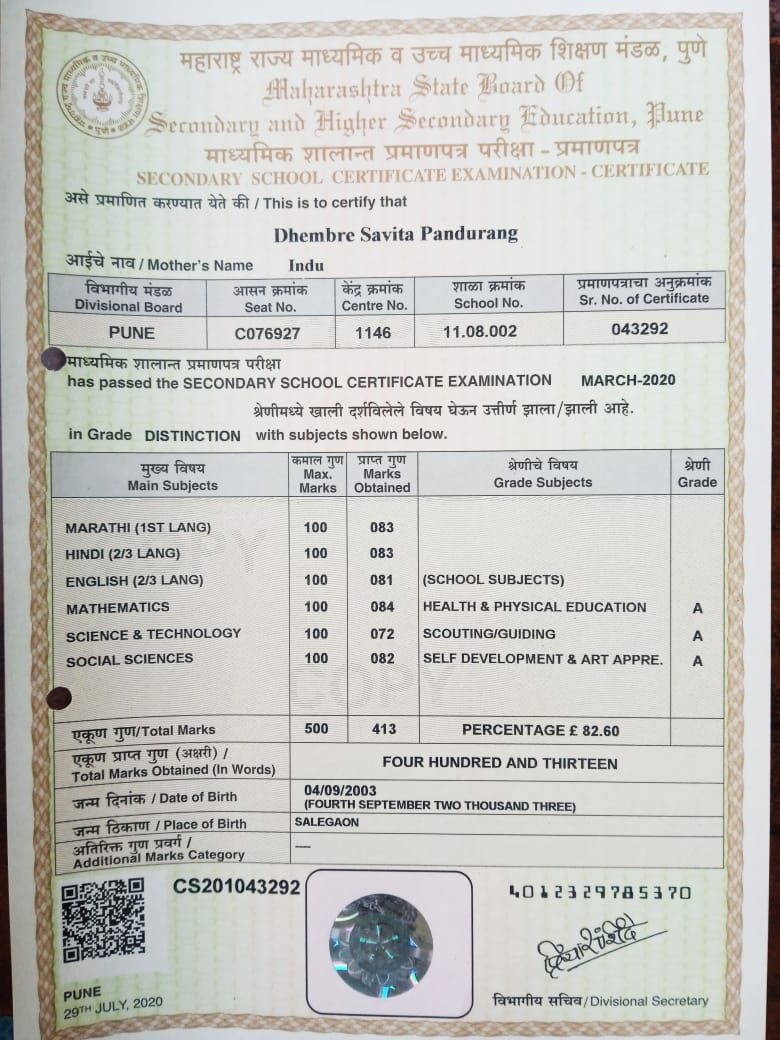 महाराष्ट्र राज्य माध्यमिक व उच्च माध्यमिक शिक्षण मंडळ, पुणे
Maharashtra State Board Of
Secondary and Higher Secondary Education, Pune
माध्यमिक शालान्त प्रमाणपत्र परीक्षा - प्रमाणपत्र
SECONDARY SCHOOL CERTIFICATE EXAMINATION - CERTIFICATE
असे प्रमाणित करण्यात येते की / This is to certify that
Dhembre Savita Pandurang
आईचे नाव / Mother's Name Indu
विभागीय मंडळ आसन क्रमांक केंद्र क्रमांक शाळा क्रमांक प्रमाणपत्राचा अनुक्रमांक
Divisional Board Seat No. Centre No. School No. Sr. No. of Certificate
PUNE C076927 1146 11.08.002 043292
माध्यमिक शालान्त प्रमाणपत्र परीक्षा
has passed the SECONDARY SCHOOL CERTIFICATE EXAMINATION MARCH-2020
श्रेणीमध्ये खाली दर्शविलेले विषय घेऊन उत्तीर्ण झाला/झाली आहे.
in Grade DISTINCTION with subjects shown below.
मुख्य विषय कमाल गुण प्राप्त गुण श्रेणीचे विषय श्रेणी
Main Subjects Max. Marks Marks Obtained Grade Subjects Grade
MARATHI (1ST LANG) 100 083
HINDI (2/3 LANG) 100 083
ENGLISH (2/3 LANG) 100 081 (SCHOOL SUBJECTS)
MATHEMATICS 100 084 HEALTH & PHYSICAL EDUCATION A
SCIENCE & TECHNOLOGY 100 072 SCOUTING/GUIDING A
SOCIAL SCIENCES 100 082 SELF DEVELOPMENT & ART APPRE. A
COPY
COPY
एकूण गुण/Total Marks 500 413 PERCENTAGE £ 82.60
एकूण प्राप्त गुण (अक्षरी) /
Total Marks Obtained (In Words) FOUR HUNDRED AND THIRTEEN
जन्म दिनांक / Date of Birth 04/09/2003
(FOURTH SEPTEMBER TWO THOUSAND THREE)
जन्म ठिकाण / Place of Birth SALEGAON
अतिरिक्त गुण प्रवर्ग /
Additional Marks Category ----
CS201043292
4012329785370
PUNE
29TH JULY, 2020
विभागीय सचिव/Divisional Secretary